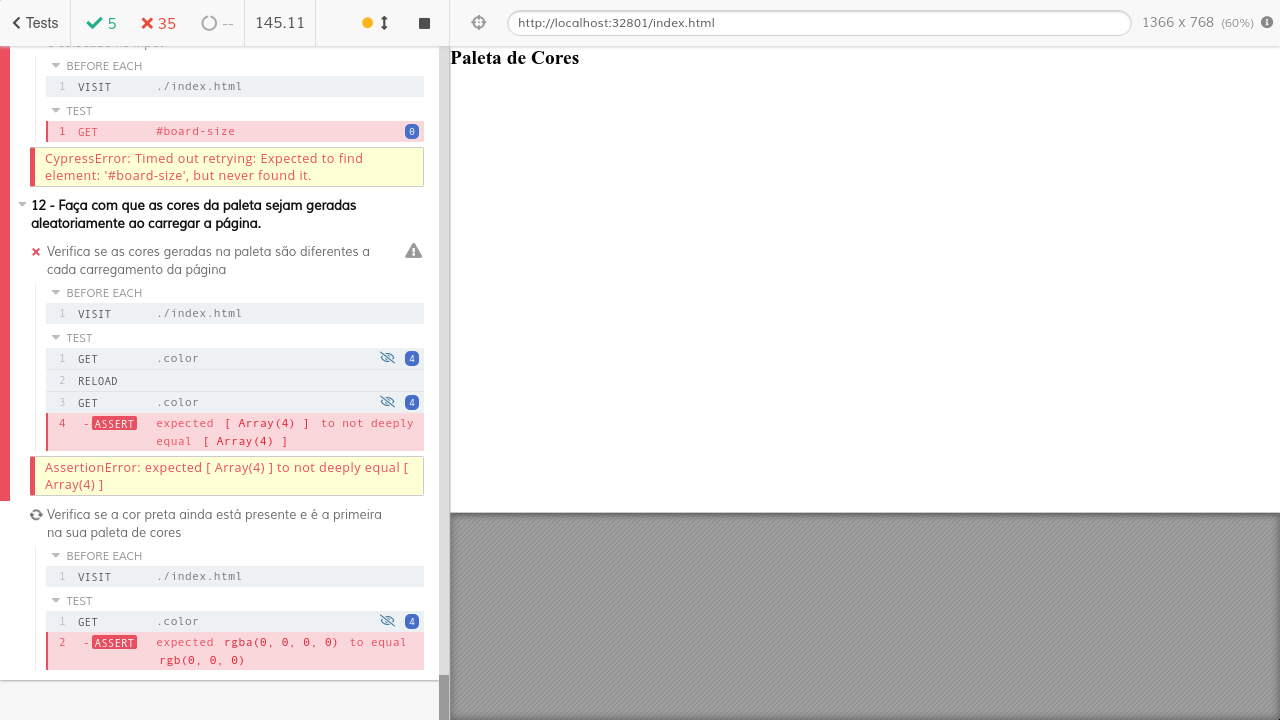 Tests 5 35 -- 145.11 http://localhost:32801/index.html 1366 x 768 (60%)
BEFORE EACH
1 VISIT ./index.html
TEST
1 GET #board-size 0
CypressError: Timed out retrying: Expected to find
element: '#board-size', but never found it.
12 - Faça com que as cores da paleta sejam geradas
aleatoriamente ao carregar a página.
Verifica se as cores geradas na paleta são diferentes a
cada carregamento da página
BEFORE EACH
1 VISIT ./index.html
TEST
1 GET .color 4
2 RELOAD
3 GET .color 4
4 -ASSERT expected [ Array(4) ] to not deeply
equal [ Array(4) ]
AssertionError: expected [ Array(4) ] to not deeply equal [
Array(4) ]
Verifica se a cor preta ainda está presente e é a primeira
na sua paleta de cores
BEFORE EACH
1 VISIT ./index.html
TEST
1 GET .color 4
2 -ASSERT expected rgba(0, 0, 0, 0) to equal
rgb(0, 0, 0)
Paleta de Cores